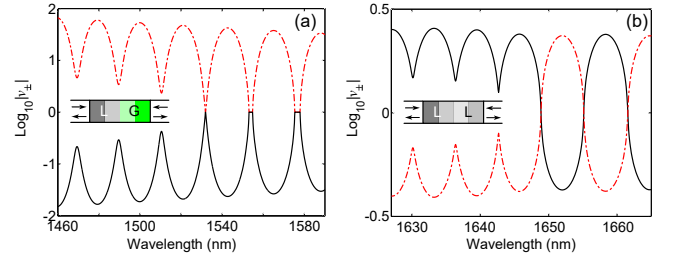 (a)
2
1
0
-1
-2
Log10|ν±|
L G
1460 1500 1540 1580
Wavelength (nm)
(b)
0.5
0
-0.5
Log10|ν±|
L L
1640 1650 1660
Wavelength (nm)